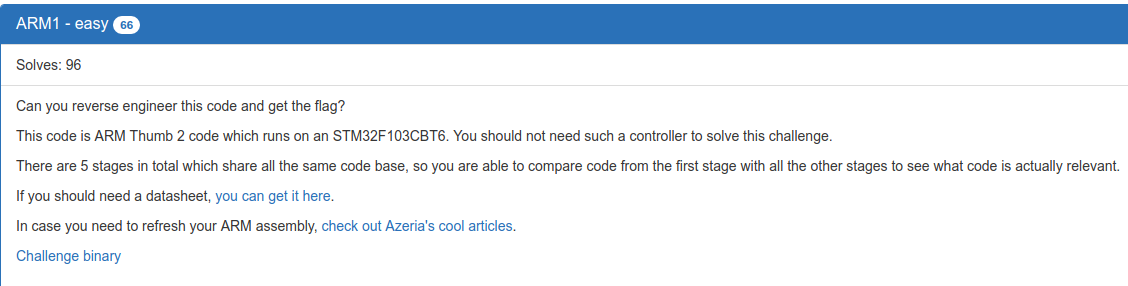 ARM1 - easy 66
Solves: 96
Can you reverse engineer this code and get the flag?
This code is ARM Thumb 2 code which runs on an STM32F103CBT6. You should not need such a controller to solve this challenge.
There are 5 stages in total which share all the same code base, so you are able to compare code from the first stage with all the other stages to see what code is actually relevant.
If you should need a datasheet, you can get it here.
In case you need to refresh your ARM assembly, check out Azeria's cool articles.
Challenge binary